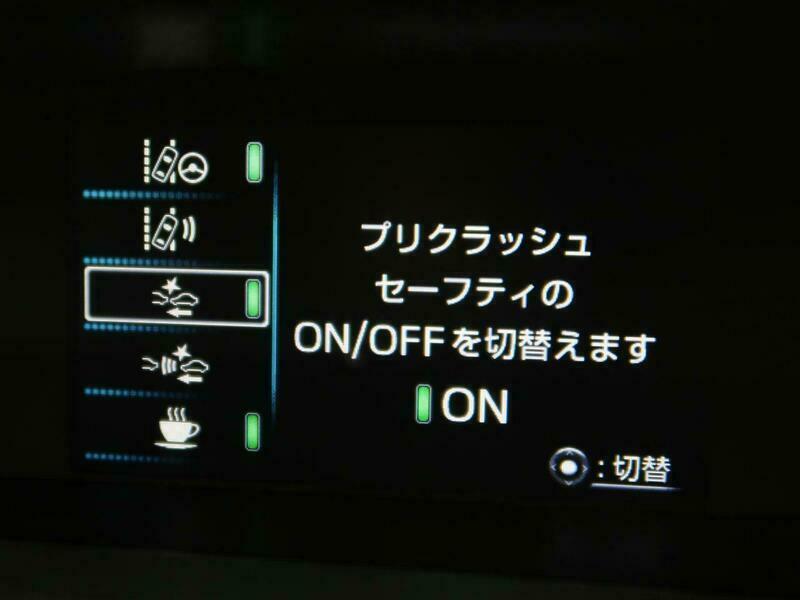 プリクラッシュ
セーフティの
ON/OFFを切替えます
ON
:切替